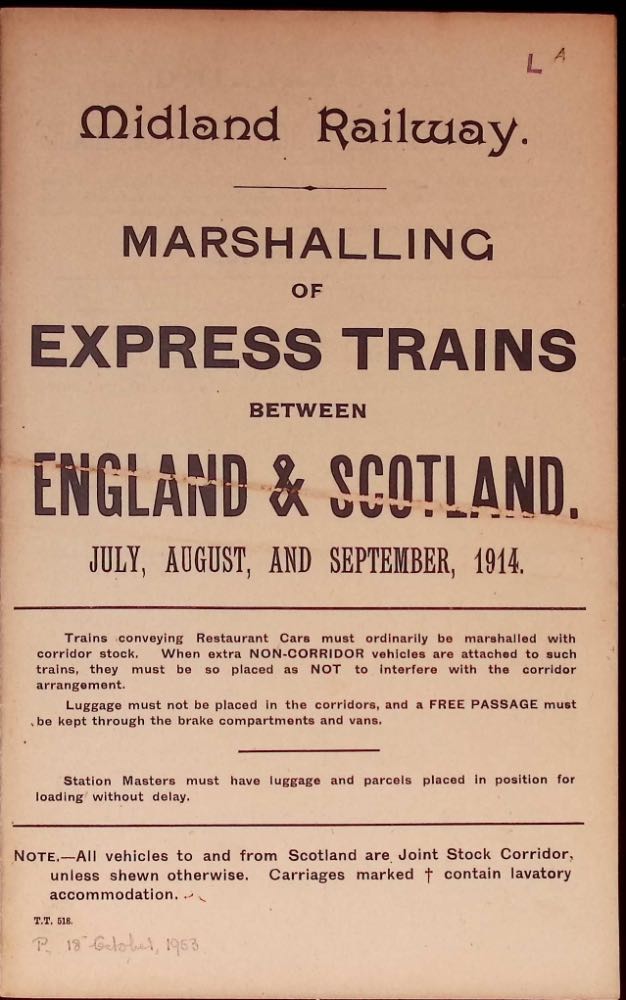 L A
Midland Railway.
MARSHALLING
OF
EXPRESS TRAINS
BETWEEN
ENGLAND & SCOTLAND.
JULY, AUGUST, AND SEPTEMBER, 1914.
Trains conveying Restaurant Cars must ordinarily be marshalled with
corridor stock. When extra NON-CORRIDOR vehicles are attached to such
trains, they must be so placed as NOT to interfere with the corridor
arrangement.
Luggage must not be placed in the corridors, and a FREE PASSAGE must
be kept through the brake compartments and vans.
Station Masters must have luggage and parcels placed in position for
loading without delay.
NOTE.—All vehicles to and from Scotland are Joint Stock Corridor,
unless shewn otherwise. Carriages marked † contain lavatory
accommodation.
T.T. 518.
P. 18 October, 1953